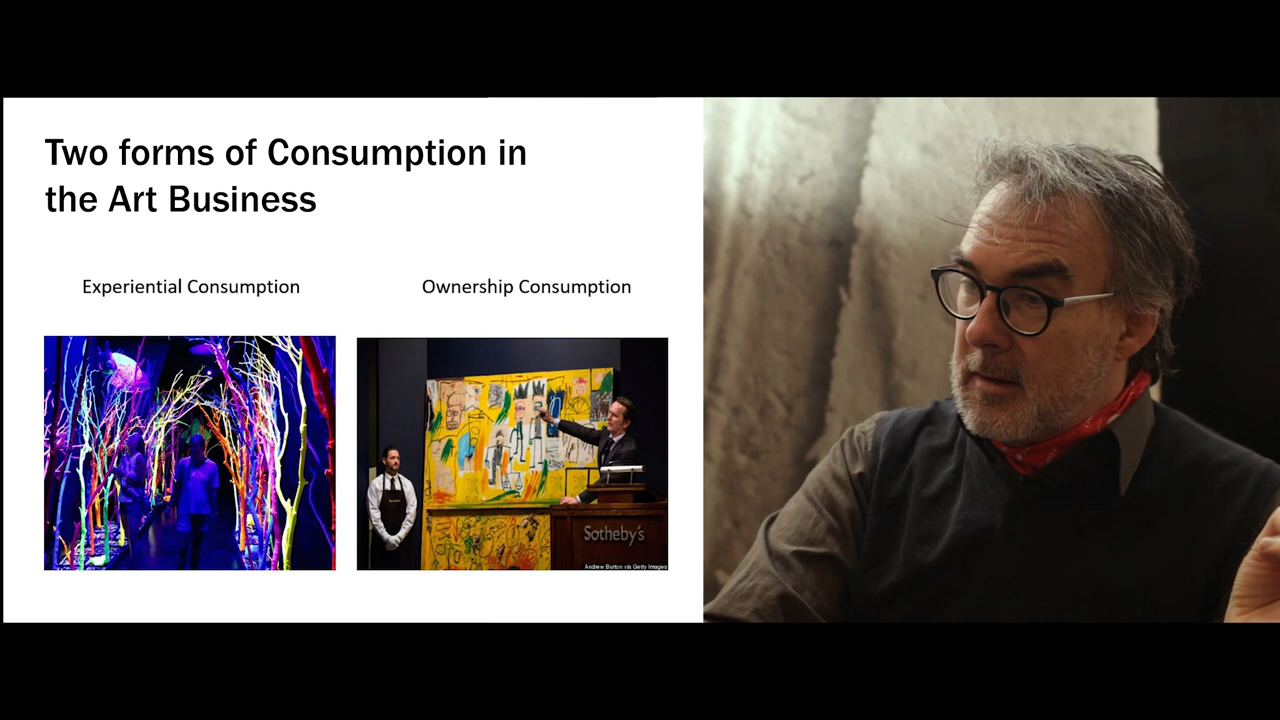 Two forms of Consumption in
the Art Business
Experiential Consumption
Ownership Consumption
Sotheby's
Andrew Burton via Getty Images